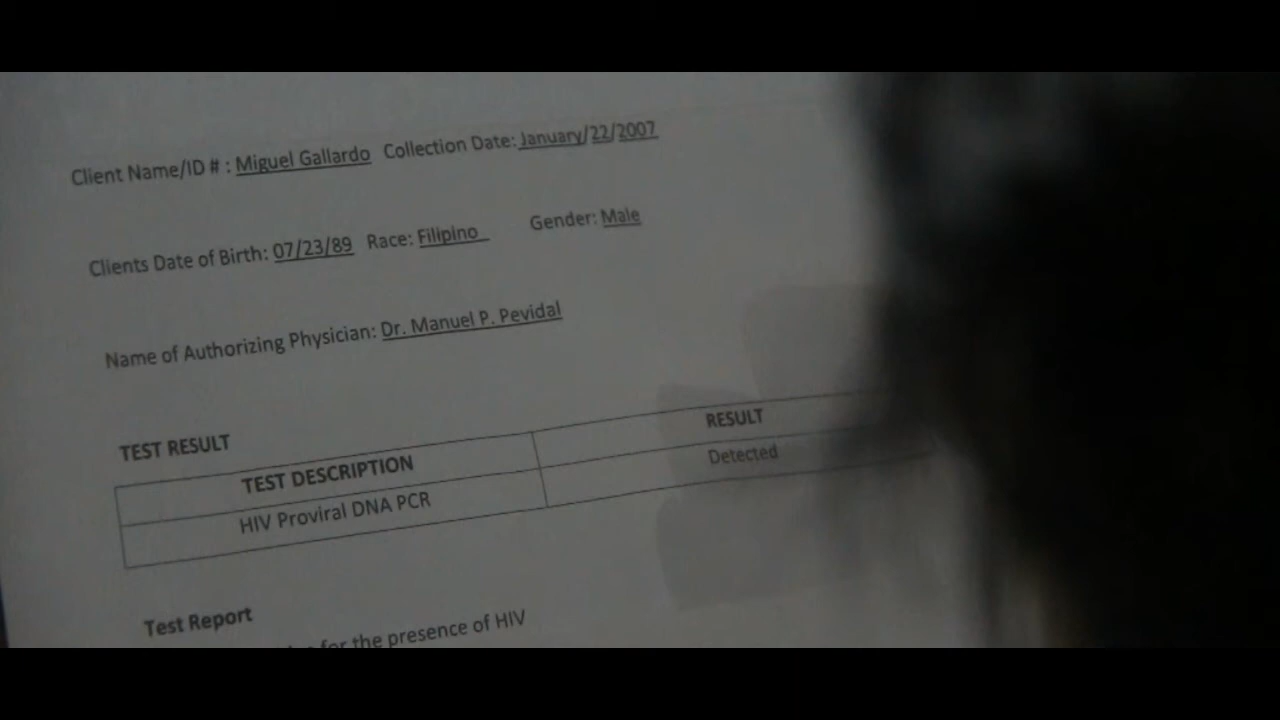 Client Name/ID # : Miguel Gallardo Collection Date: January/22/2007
Clients Date of Birth: 07/23/89 Race: Filipino Gender: Male
Name of Authorizing Physician: Dr. Manuel P. Pevidal
TEST RESULT
TEST DESCRIPTION RESULT
HIV Proviral DNA PCR Detected
Test Report
for the presence of HIV